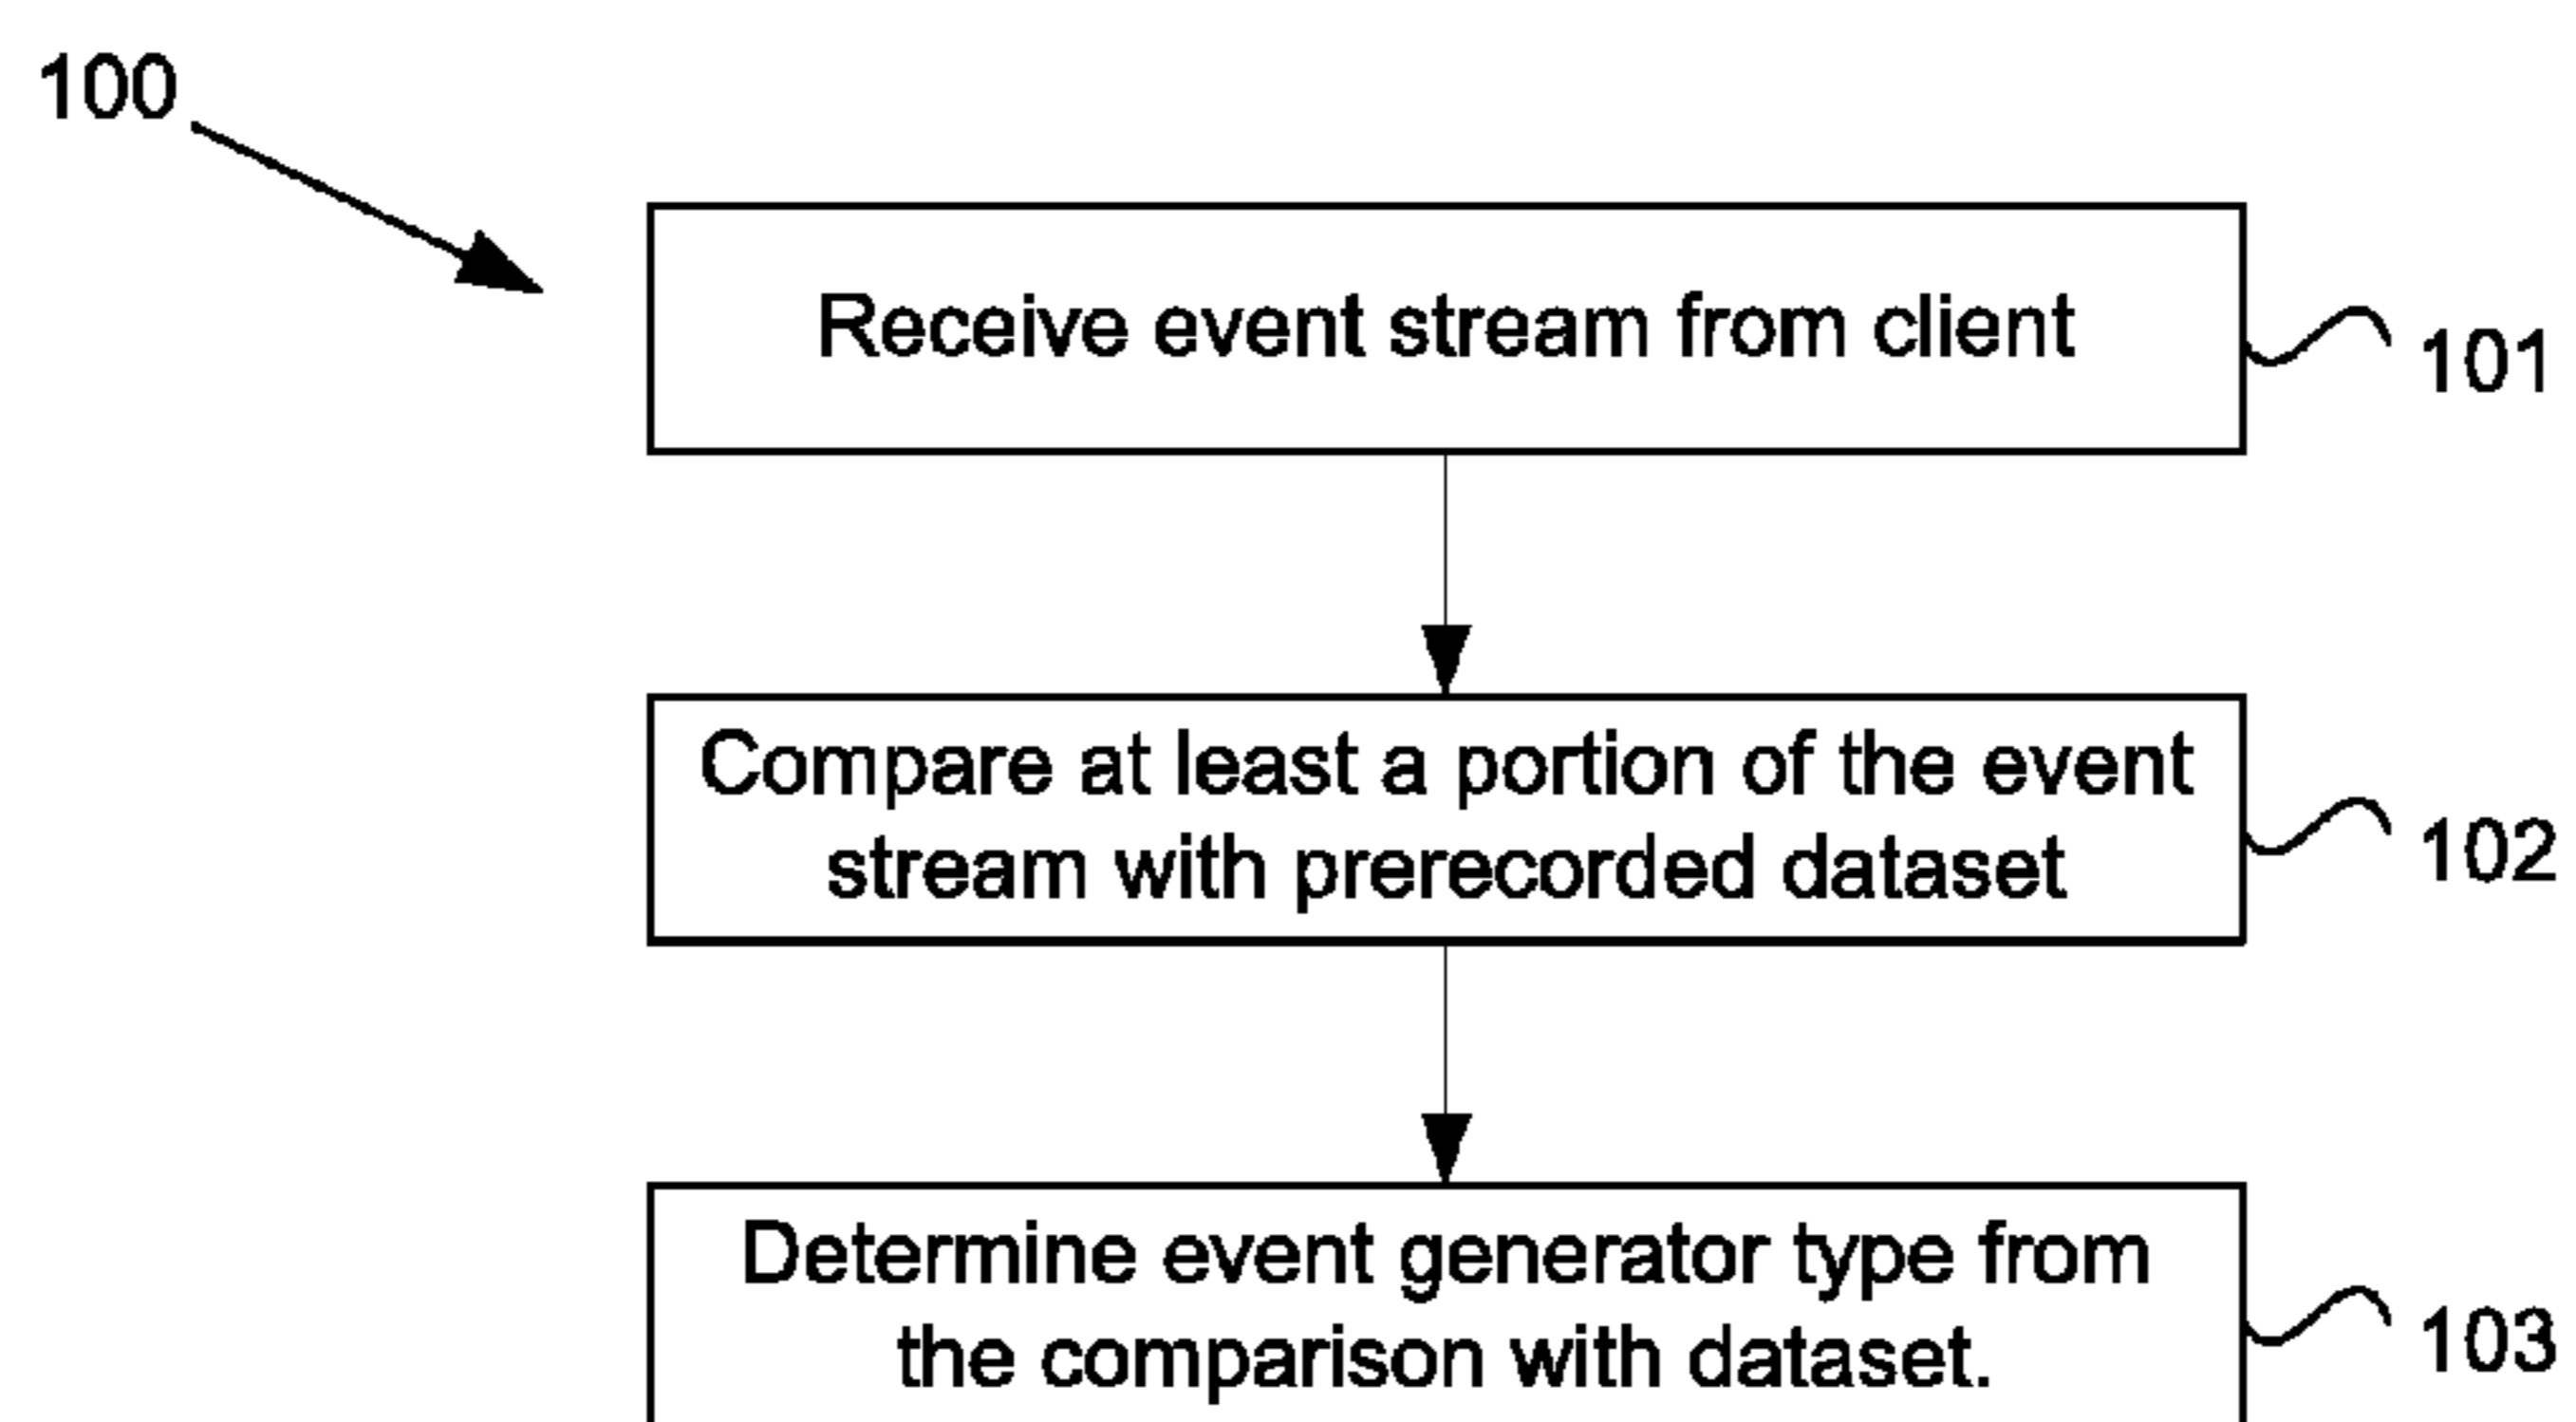 100
Receive event stream from client
101
Compare at least a portion of the event
stream with prerecorded dataset
102
Determine event generator type from
the comparison with dataset.
103